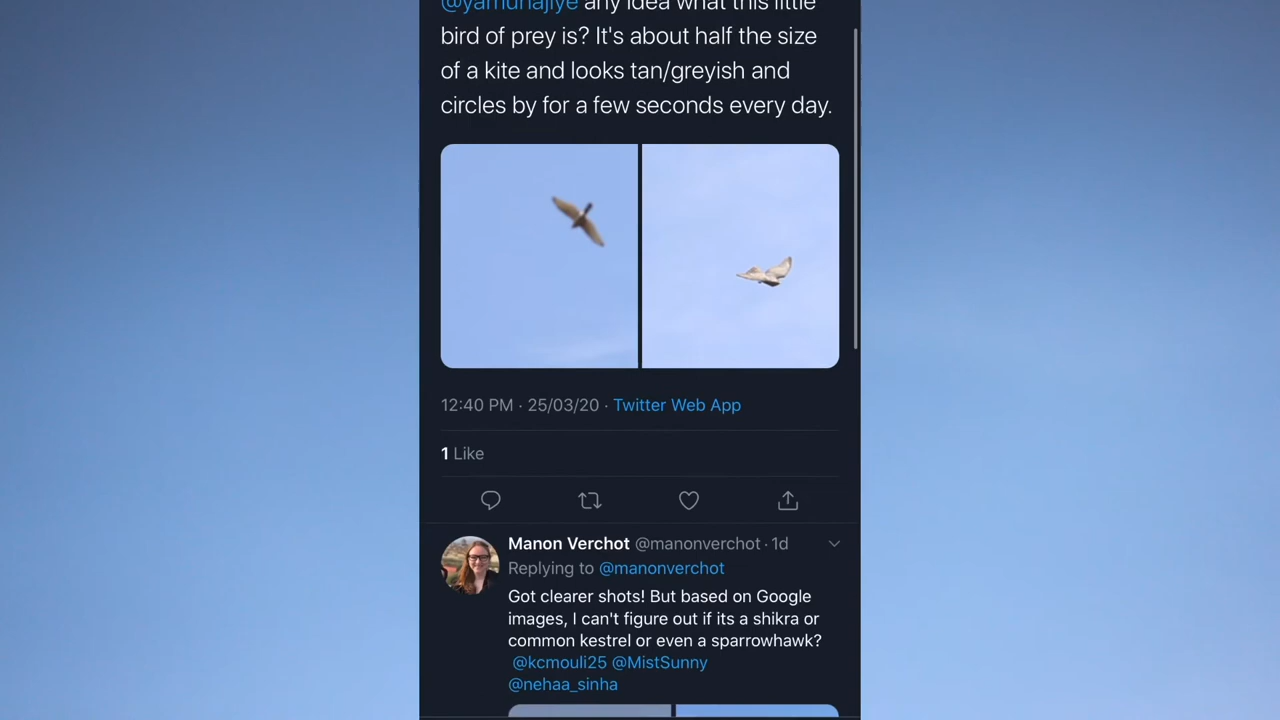 @yamunajiye any idea what this little
bird of prey is? It's about half the size
of a kite and looks tan/greyish and
circles by for a few seconds every day.
12:40 PM · 25/03/20 · Twitter Web App
1 Like
Manon Verchot @manonverchot · 1d
Replying to @manonverchot
Got clearer shots! But based on Google
images, I can't figure out if its a shikra or
common kestrel or even a sparrowhawk?
@kcmouli25 @MistSunny
@nehaa_sinha